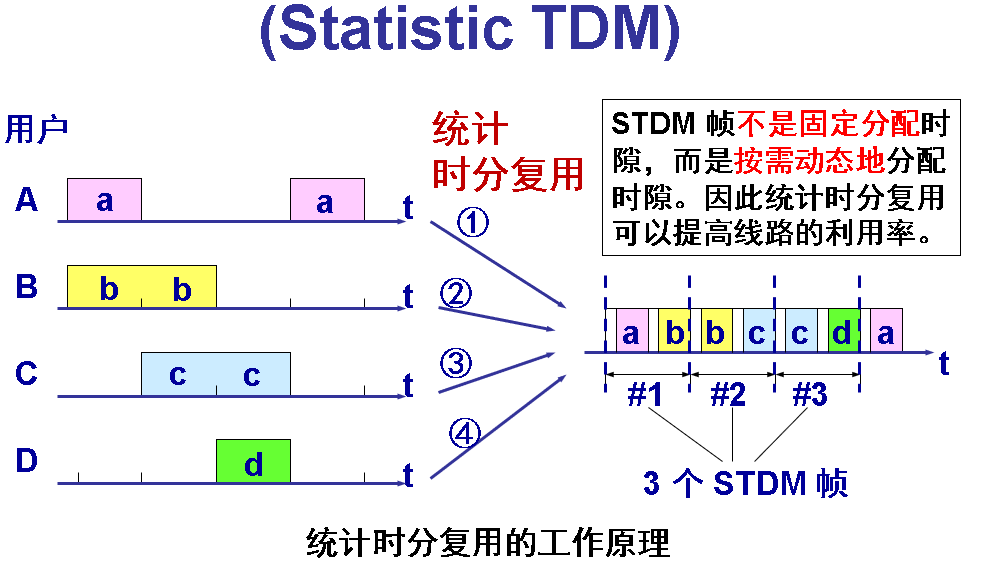 (Statistic TDM)
用户
统计
时分复用
STDM 帧不是固定分配时
隙，而是按需动态地分配
时隙。因此统计时分复用
可以提高线路的利用率。
A
a
a
t
①
B
b
b
t
②
C
c
c
t
③
D
d
t
④
a
b
b
c
c
d
a
t
#1
#2
#3
3 个 STDM 帧
统计时分复用的工作原理